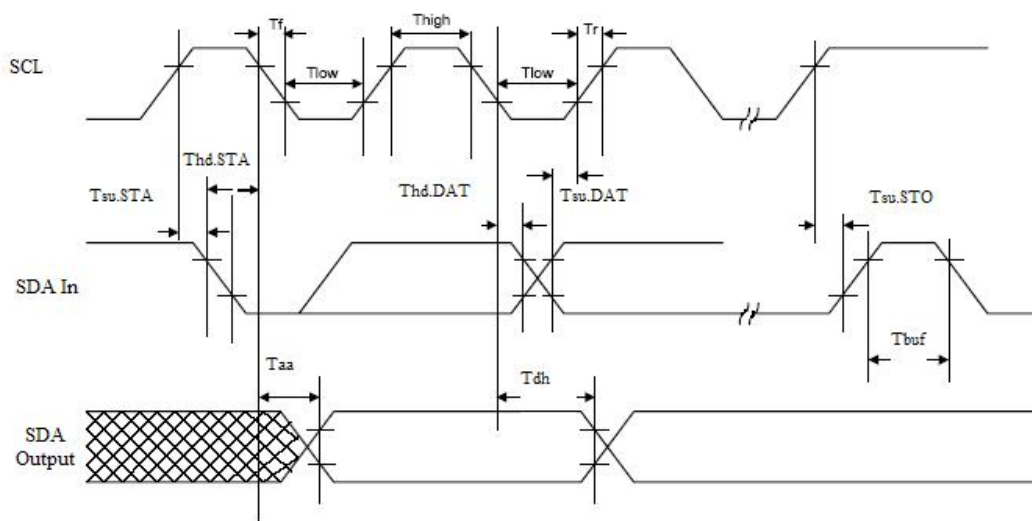 Tf
Thigh
Tr
SCL
Tlow
Tlow
Thd.STA
Thd.DAT
Tsu.STA
Tsu.DAT
Tsu.STO
SDA In
Tbuf
Taa
Tdh
SDA
Output